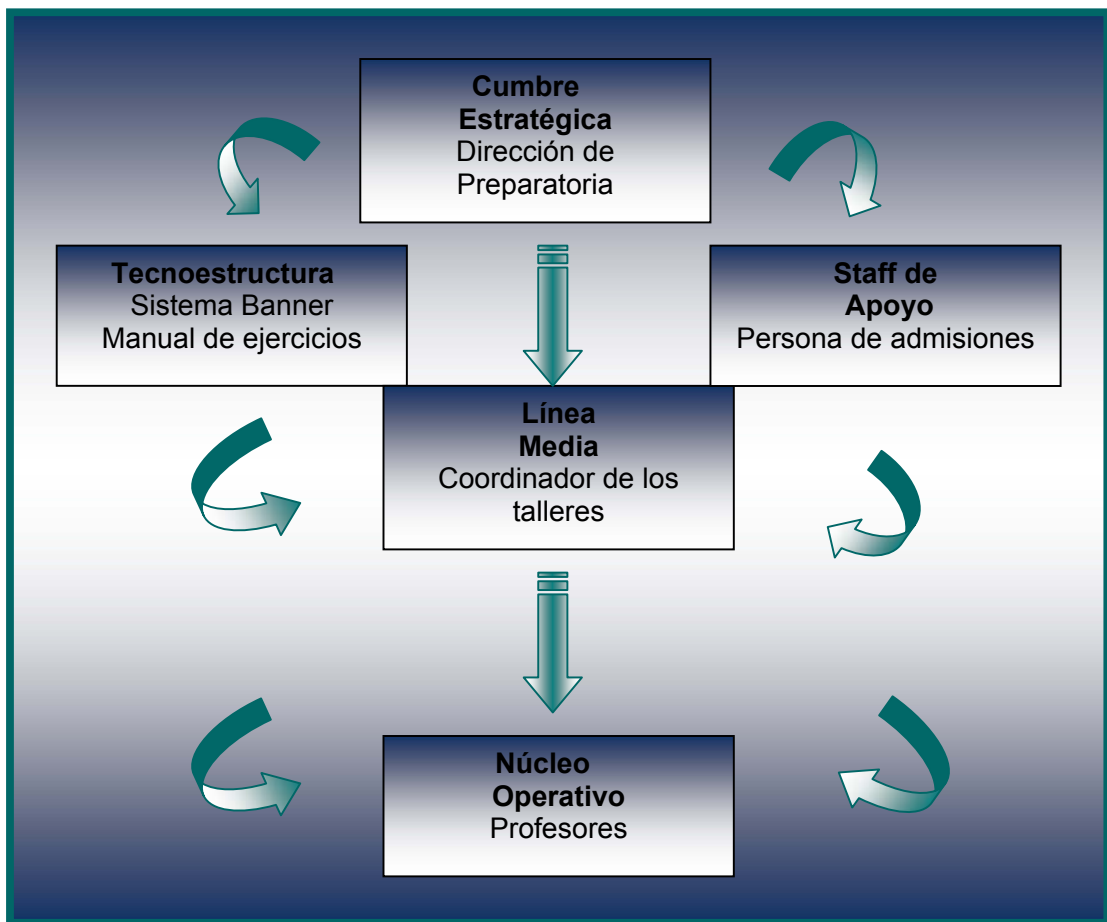 Cumbre
Estratégica
Dirección de
Preparatoria
Tecnoestructura
Sistema Banner
Manual de ejercicios
Staff de
Apoyo
Persona de admisiones
Línea
Media
Coordinador de los
talleres
Núcleo
Operativo
Profesores